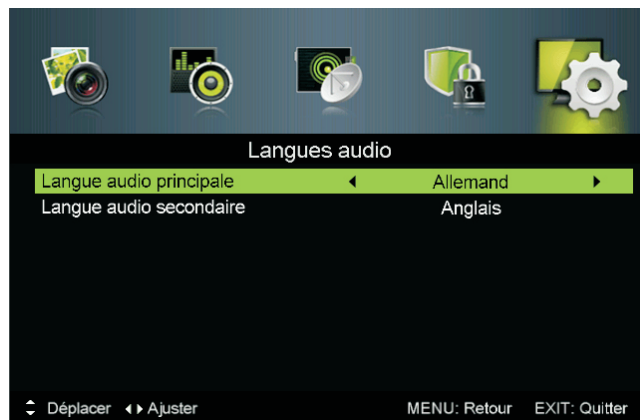 Langues audio
Langue audio principale Allemand
Langue audio secondaire Anglais
Déplacer Ajuster MENU: Retour EXIT: Quitter